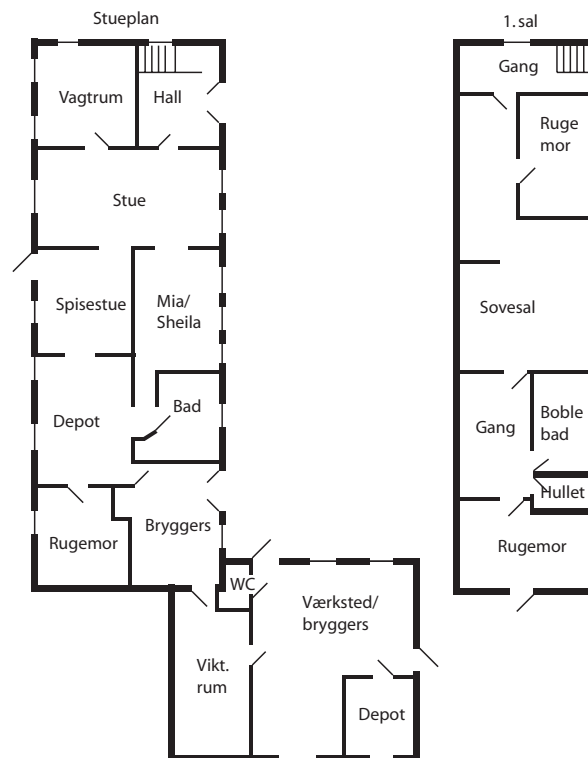 Stueplan
Vagtrum
Hall
Stue
Spisestue
Mia/
Sheila
Depot
Bad
Rugemor
Bryggers
WC
Værksted/
bryggers
Vikt.
rum
Depot
1. sal
Gang
Ruge
mor
Sovesal
Gang
Boble
bad
Hullet
Rugemor